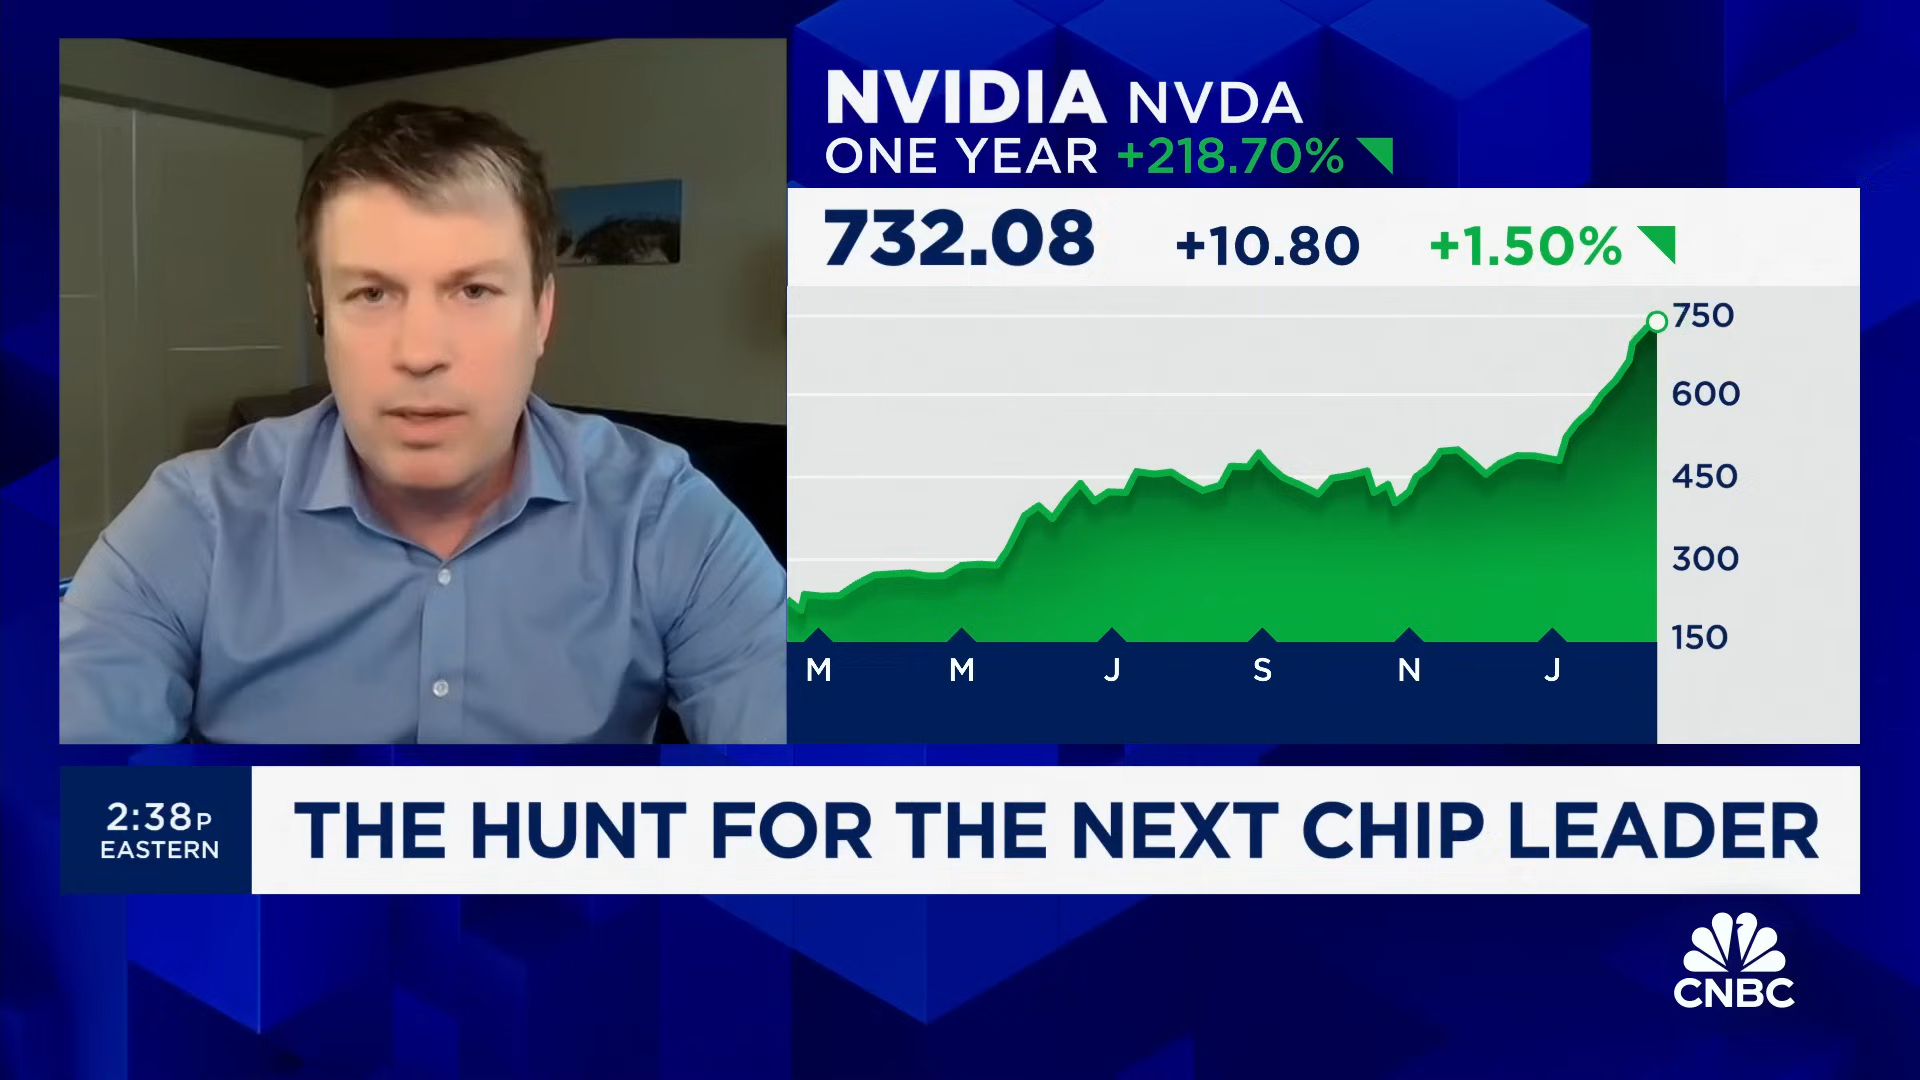 NVIDIA NVDA
ONE YEAR +218.70%
732.08 +10.80 +1.50%
750
600
450
300
150
M M J S N J
2:38P
EASTERN
THE HUNT FOR THE NEXT CHIP LEADER
CNBC